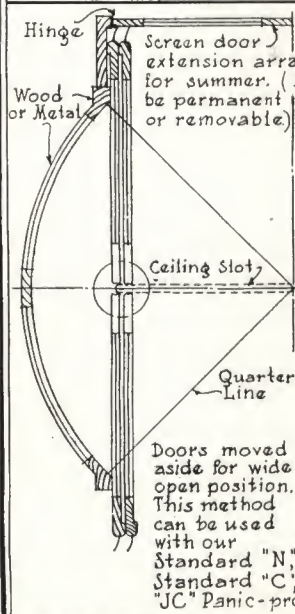 Hinge
Screen door
extension arra
for summer. (
be permanent
or removable)
Wood
or Metal
Ceiling Slot
Quarter
Line
Doors moved
aside for wide
open position.
This method
can be used
with our
Standard "N,"
Standard "C"
"JC" Panic-pro